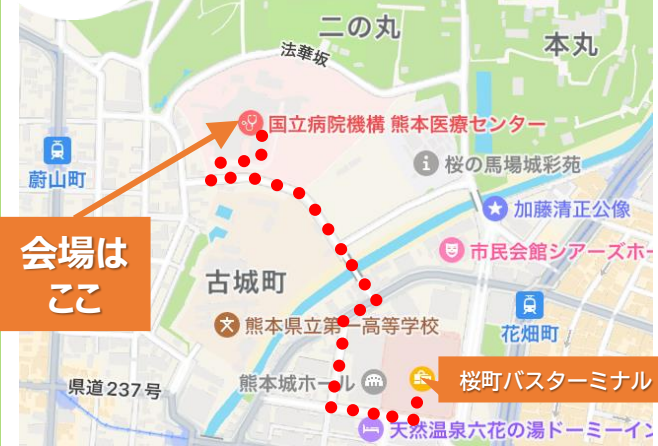 二の丸
本丸
法華坂
国立病院機構 熊本医療センター
蔚山町
桜の馬場城彩苑
加藤清正公像
会場は
ここ
市民会館シアーズホー
古城町
熊本県立第一高等学校
花畑町
県道237号
熊本城ホール
桜町バスターミナル
天然温泉六花の湯ドーミーイン